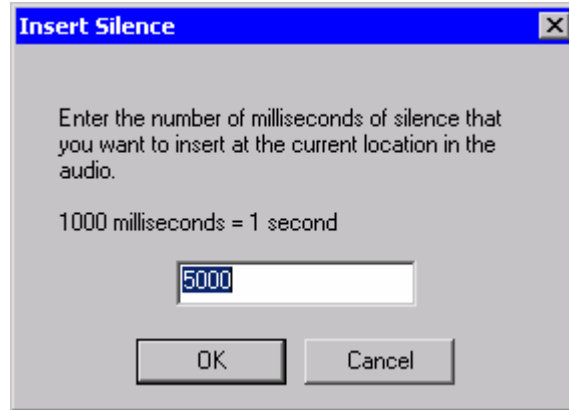 Insert Silence
Enter the number of milliseconds of silence that
you want to insert at the current location in the
audio.
1000 milliseconds = 1 second
5000
OK
Cancel